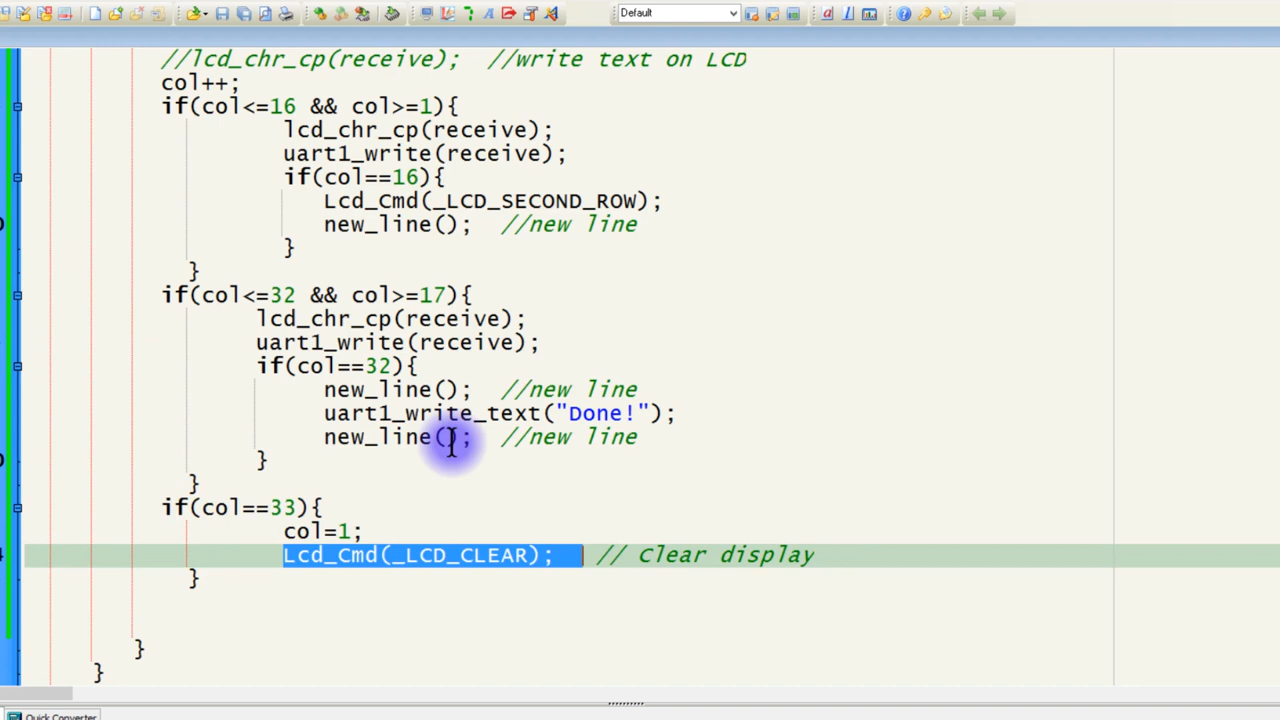 Default
//lcd_chr_cp(receive);  //write text on LCD
col++;
if(col<=16 && col>=1){
lcd_chr_cp(receive);
uart1_write(receive);
if(col==16){
Lcd_Cmd(_LCD_SECOND_ROW);
new_line();  //new line
}
}
if(col<=32 && col>=17){
lcd_chr_cp(receive);
uart1_write(receive);
if(col==32){
new_line();  //new line
uart1_write_text("Done!");
new_line();  //new line
}
}
if(col==33){
col=1;
Lcd_Cmd(_LCD_CLEAR);   // Clear display
}
}
}
Quick Converter